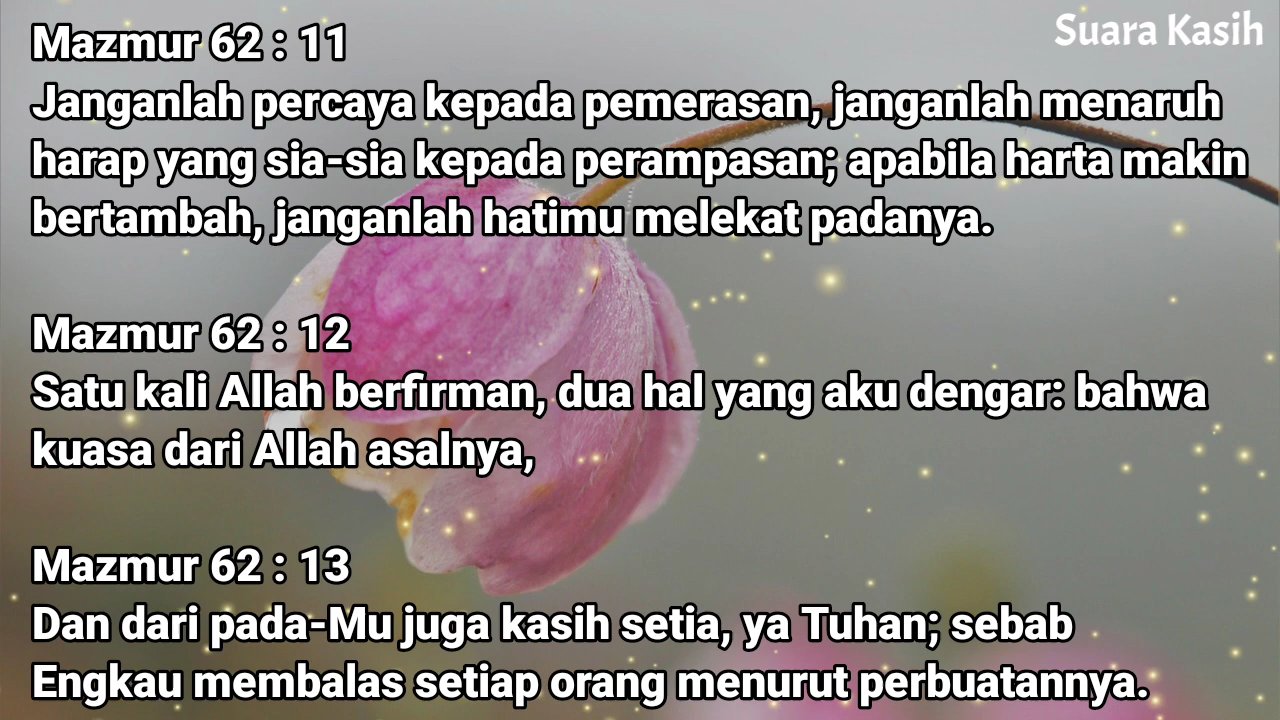 Suara Kasih
Mazmur 62 : 11
Janganlah percaya kepada pemerasan, janganlah menaruh
harap yang sia-sia kepada perampasan; apabila harta makin
bertambah, janganlah hatimu melekat padanya.
Mazmur 62 : 12
Satu kali Allah berfirman, dua hal yang aku dengar: bahwa
kuasa dari Allah asalnya,
Mazmur 62 : 13
Dan dari pada-Mu juga kasih setia, ya Tuhan; sebab
Engkau membalas setiap orang menurut perbuatannya.